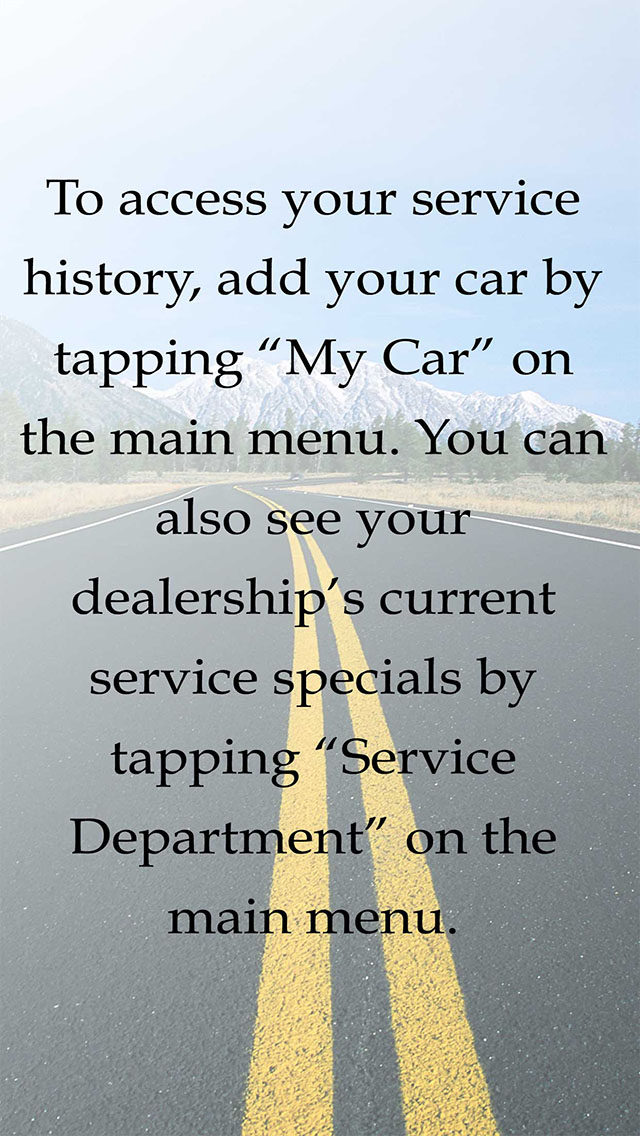 To access your service
history, add your car by
tapping “My Car” on
the main menu. You can
also see your
dealership’s current
service specials by
tapping “Service
Department” on the
main menu.